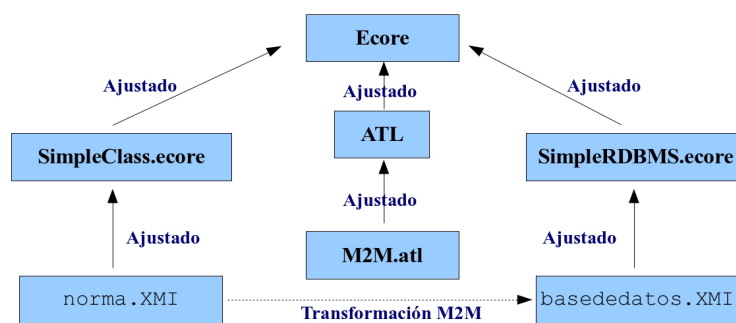 Ecore
Ajustado
Ajustado
Ajustado
SimpleClass.ecore
ATL
SimpleRDBMS.ecore
Ajustado
Ajustado
Ajustado
M2M.atl
norma.XMI
basededatos.XMI
Transformación M2M